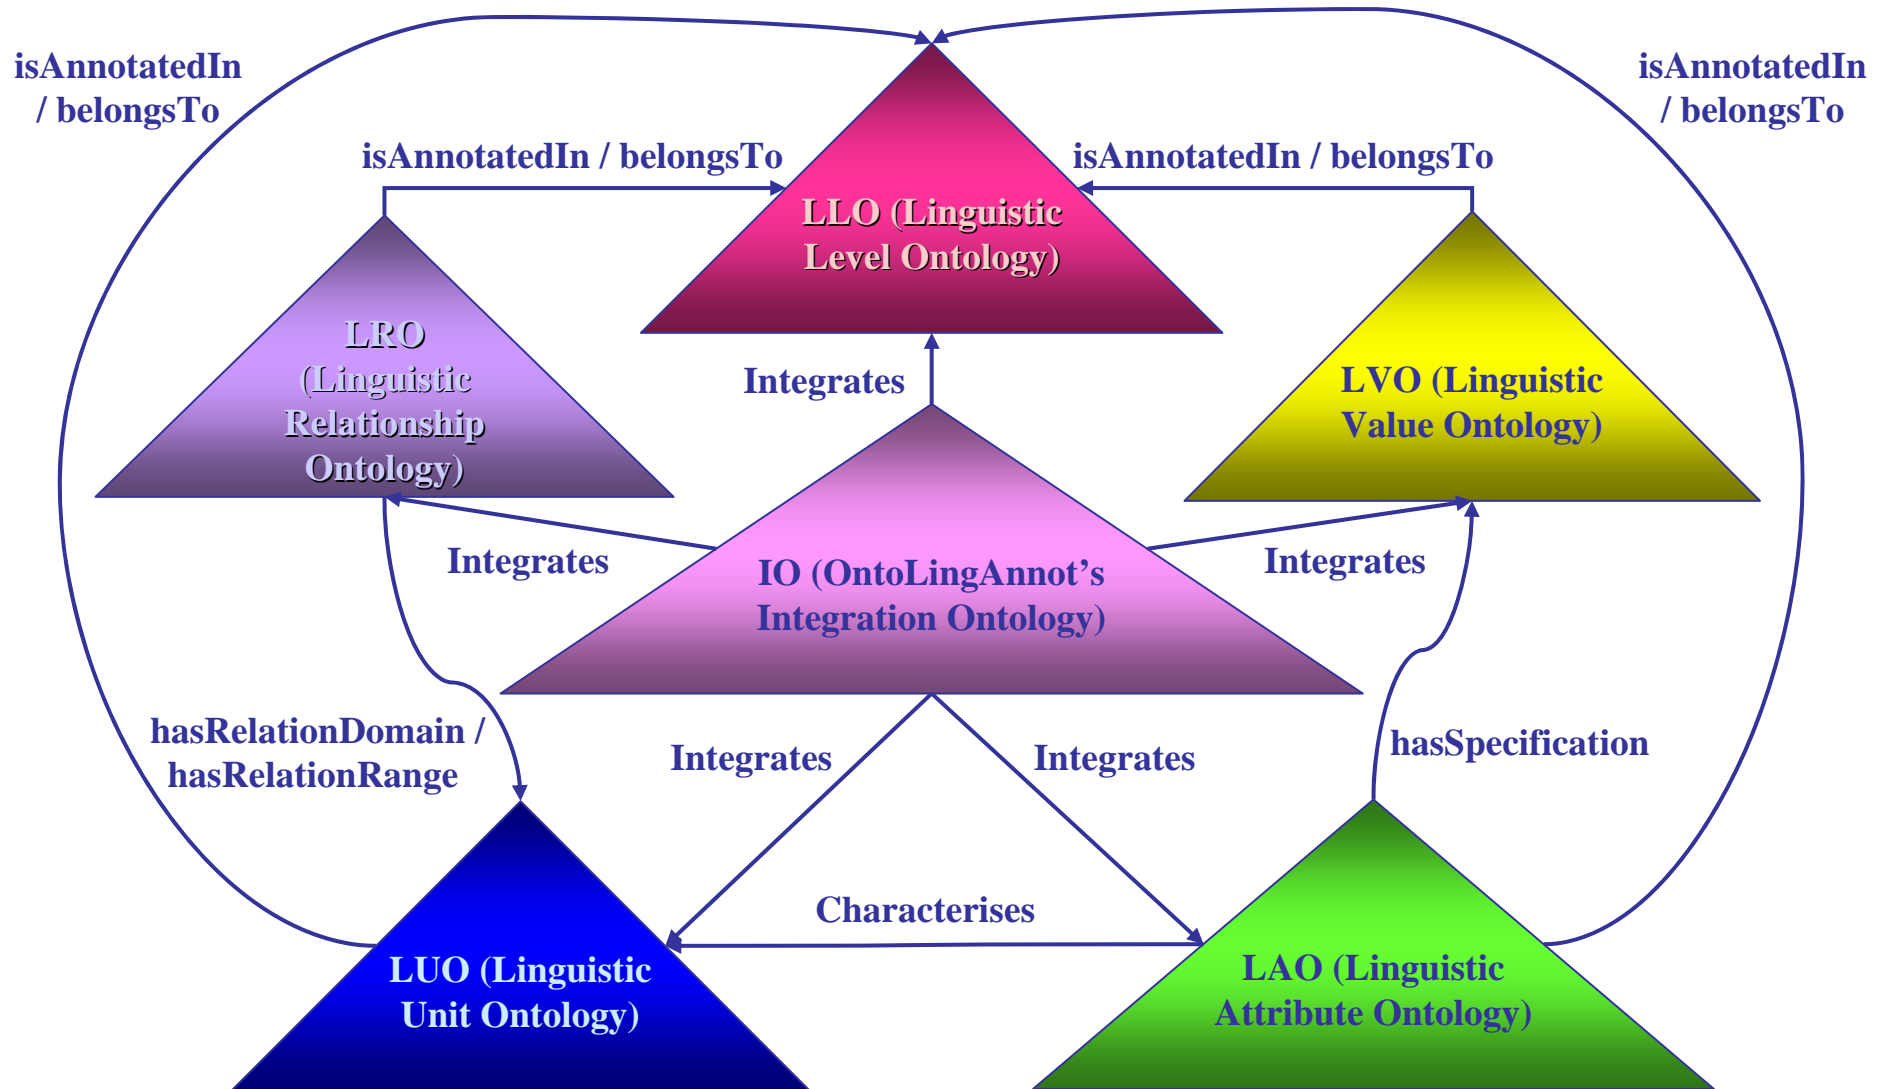 isAnnotatedIn
/ belongsTo
isAnnotatedIn
/ belongsTo
isAnnotatedIn / belongsTo
isAnnotatedIn / belongsTo
LLO (Linguistic
Level Ontology)
LRO
(Linguistic
Relationship
Ontology)
Integrates
LVO (Linguistic
Value Ontology)
Integrates
Integrates
IO (OntoLingAnnot’s
Integration Ontology)
hasRelationDomain /
hasRelationRange
Integrates
Integrates
hasSpecification
Characterises
LUO (Linguistic
Unit Ontology)
LAO (Linguistic
Attribute Ontology)